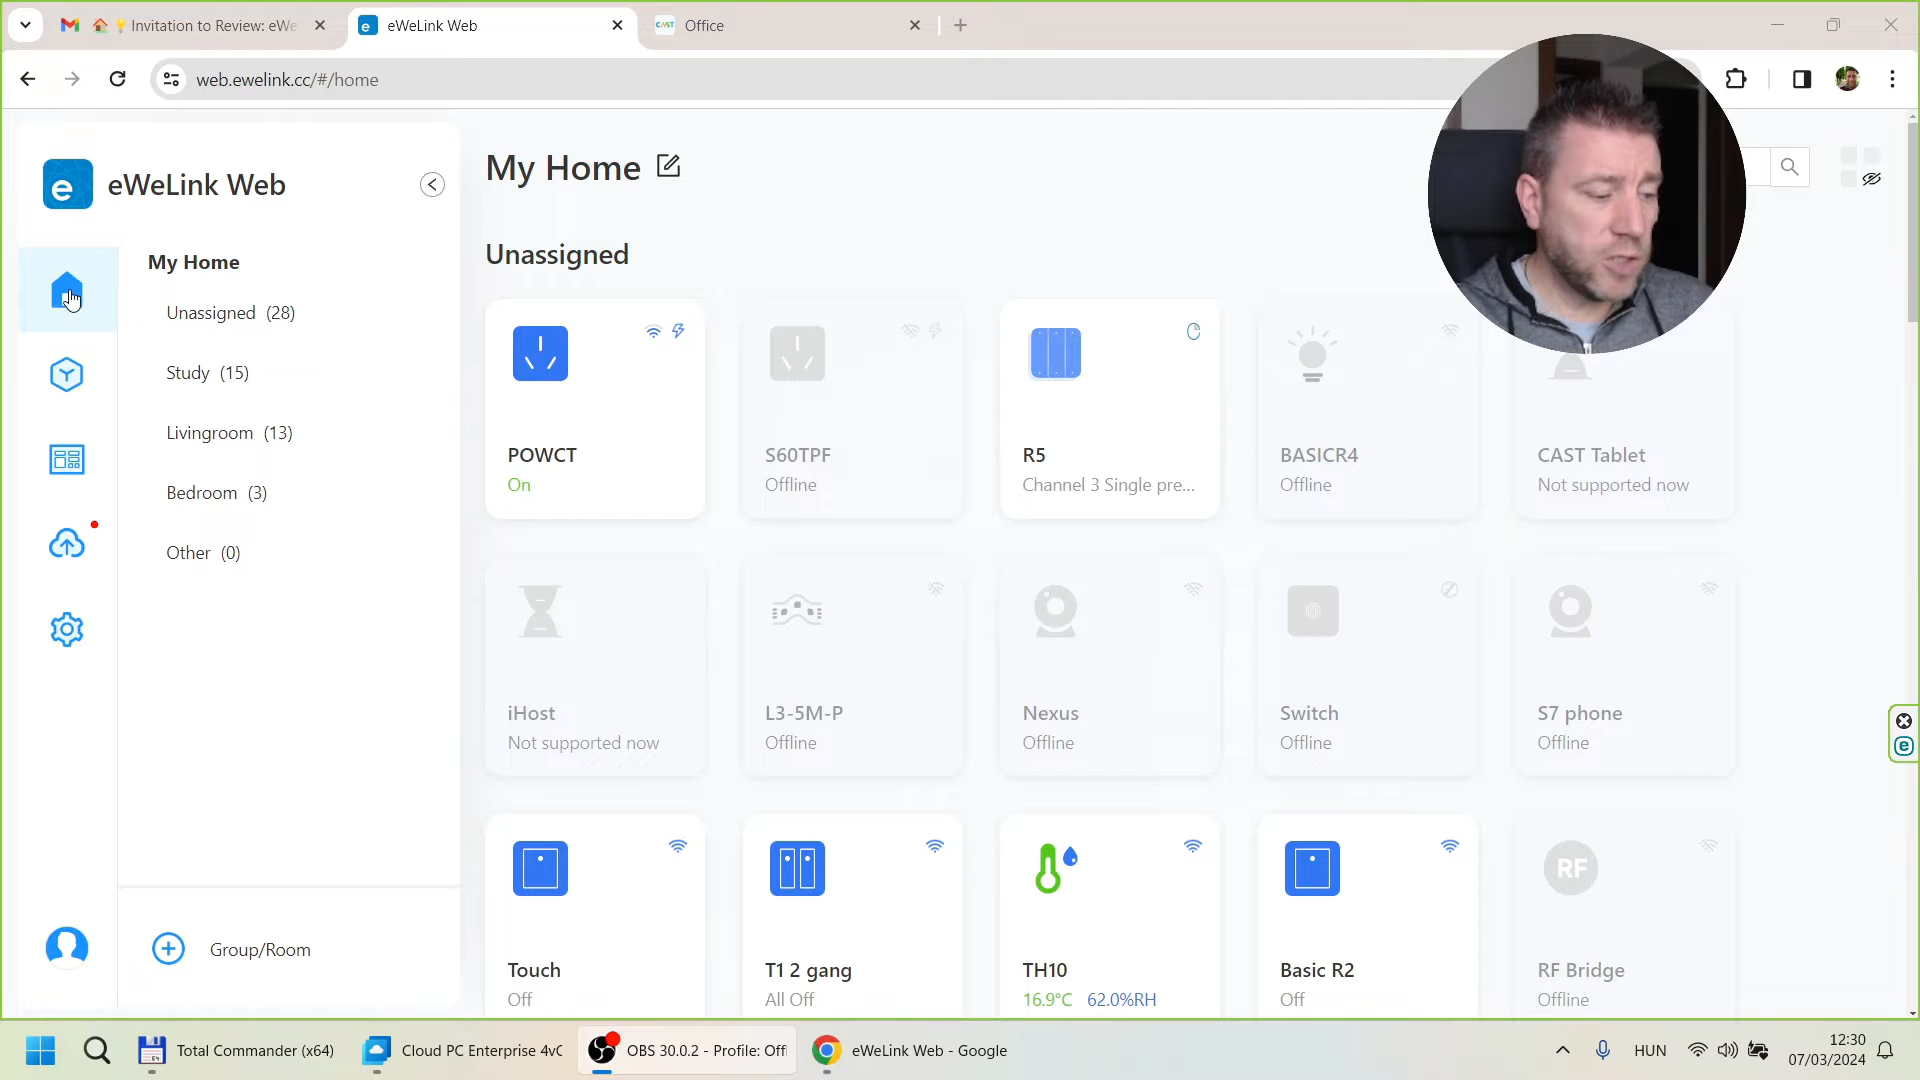 Invitation to Review: eWe
eWeLink Web
CAST
Office
web.ewelink.cc/#/home
e
eWeLink Web
My Home
Unassigned (28)
Study (15)
Livingroom (13)
Bedroom (3)
Other (0)
Group/Room
My Home
Unassigned
POWCT
On
S60TPF
Offline
R5
Channel 3 Single pre...
BASICR4
Offline
CAST Tablet
Not supported now
iHost
Not supported now
L3-5M-P
Offline
Nexus
Offline
Switch
Offline
S7 phone
Offline
Touch
Off
T1 2 gang
All Off
TH10
16.9°C 62.0%RH
Basic R2
Off
RF
RF Bridge
Offline
Total Commander (x64)
Cloud PC Enterprise 4vC
OBS 30.0.2 - Profile: Offi
eWeLink Web - Google
HUN
12:30
07/03/2024